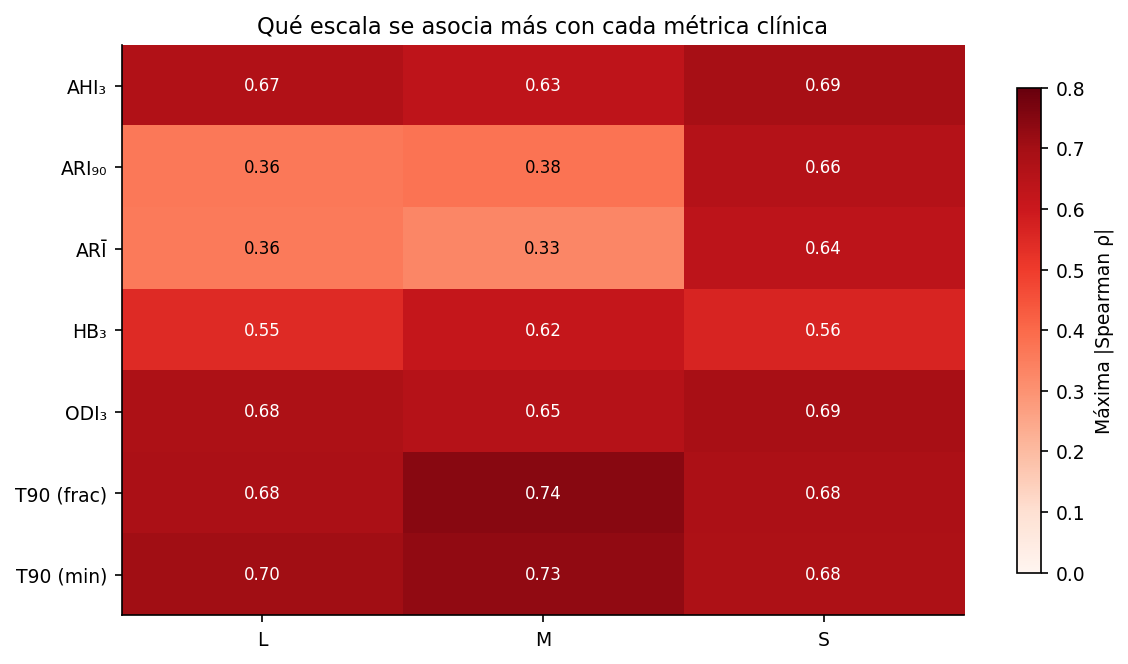 Qué escala se asocia más con cada métrica clínica
AHI₃ 0.67 0.63 0.69
ARI₉₀ 0.36 0.38 0.66
ARĪ 0.36 0.33 0.64
HB₃ 0.55 0.62 0.56
ODI₃ 0.68 0.65 0.69
T90 (frac) 0.68 0.74 0.68
T90 (min) 0.70 0.73 0.68
L M S
0.8
0.7
0.6
0.5
0.4
0.3
0.2
0.1
0.0
Máxima |Spearman ρ|